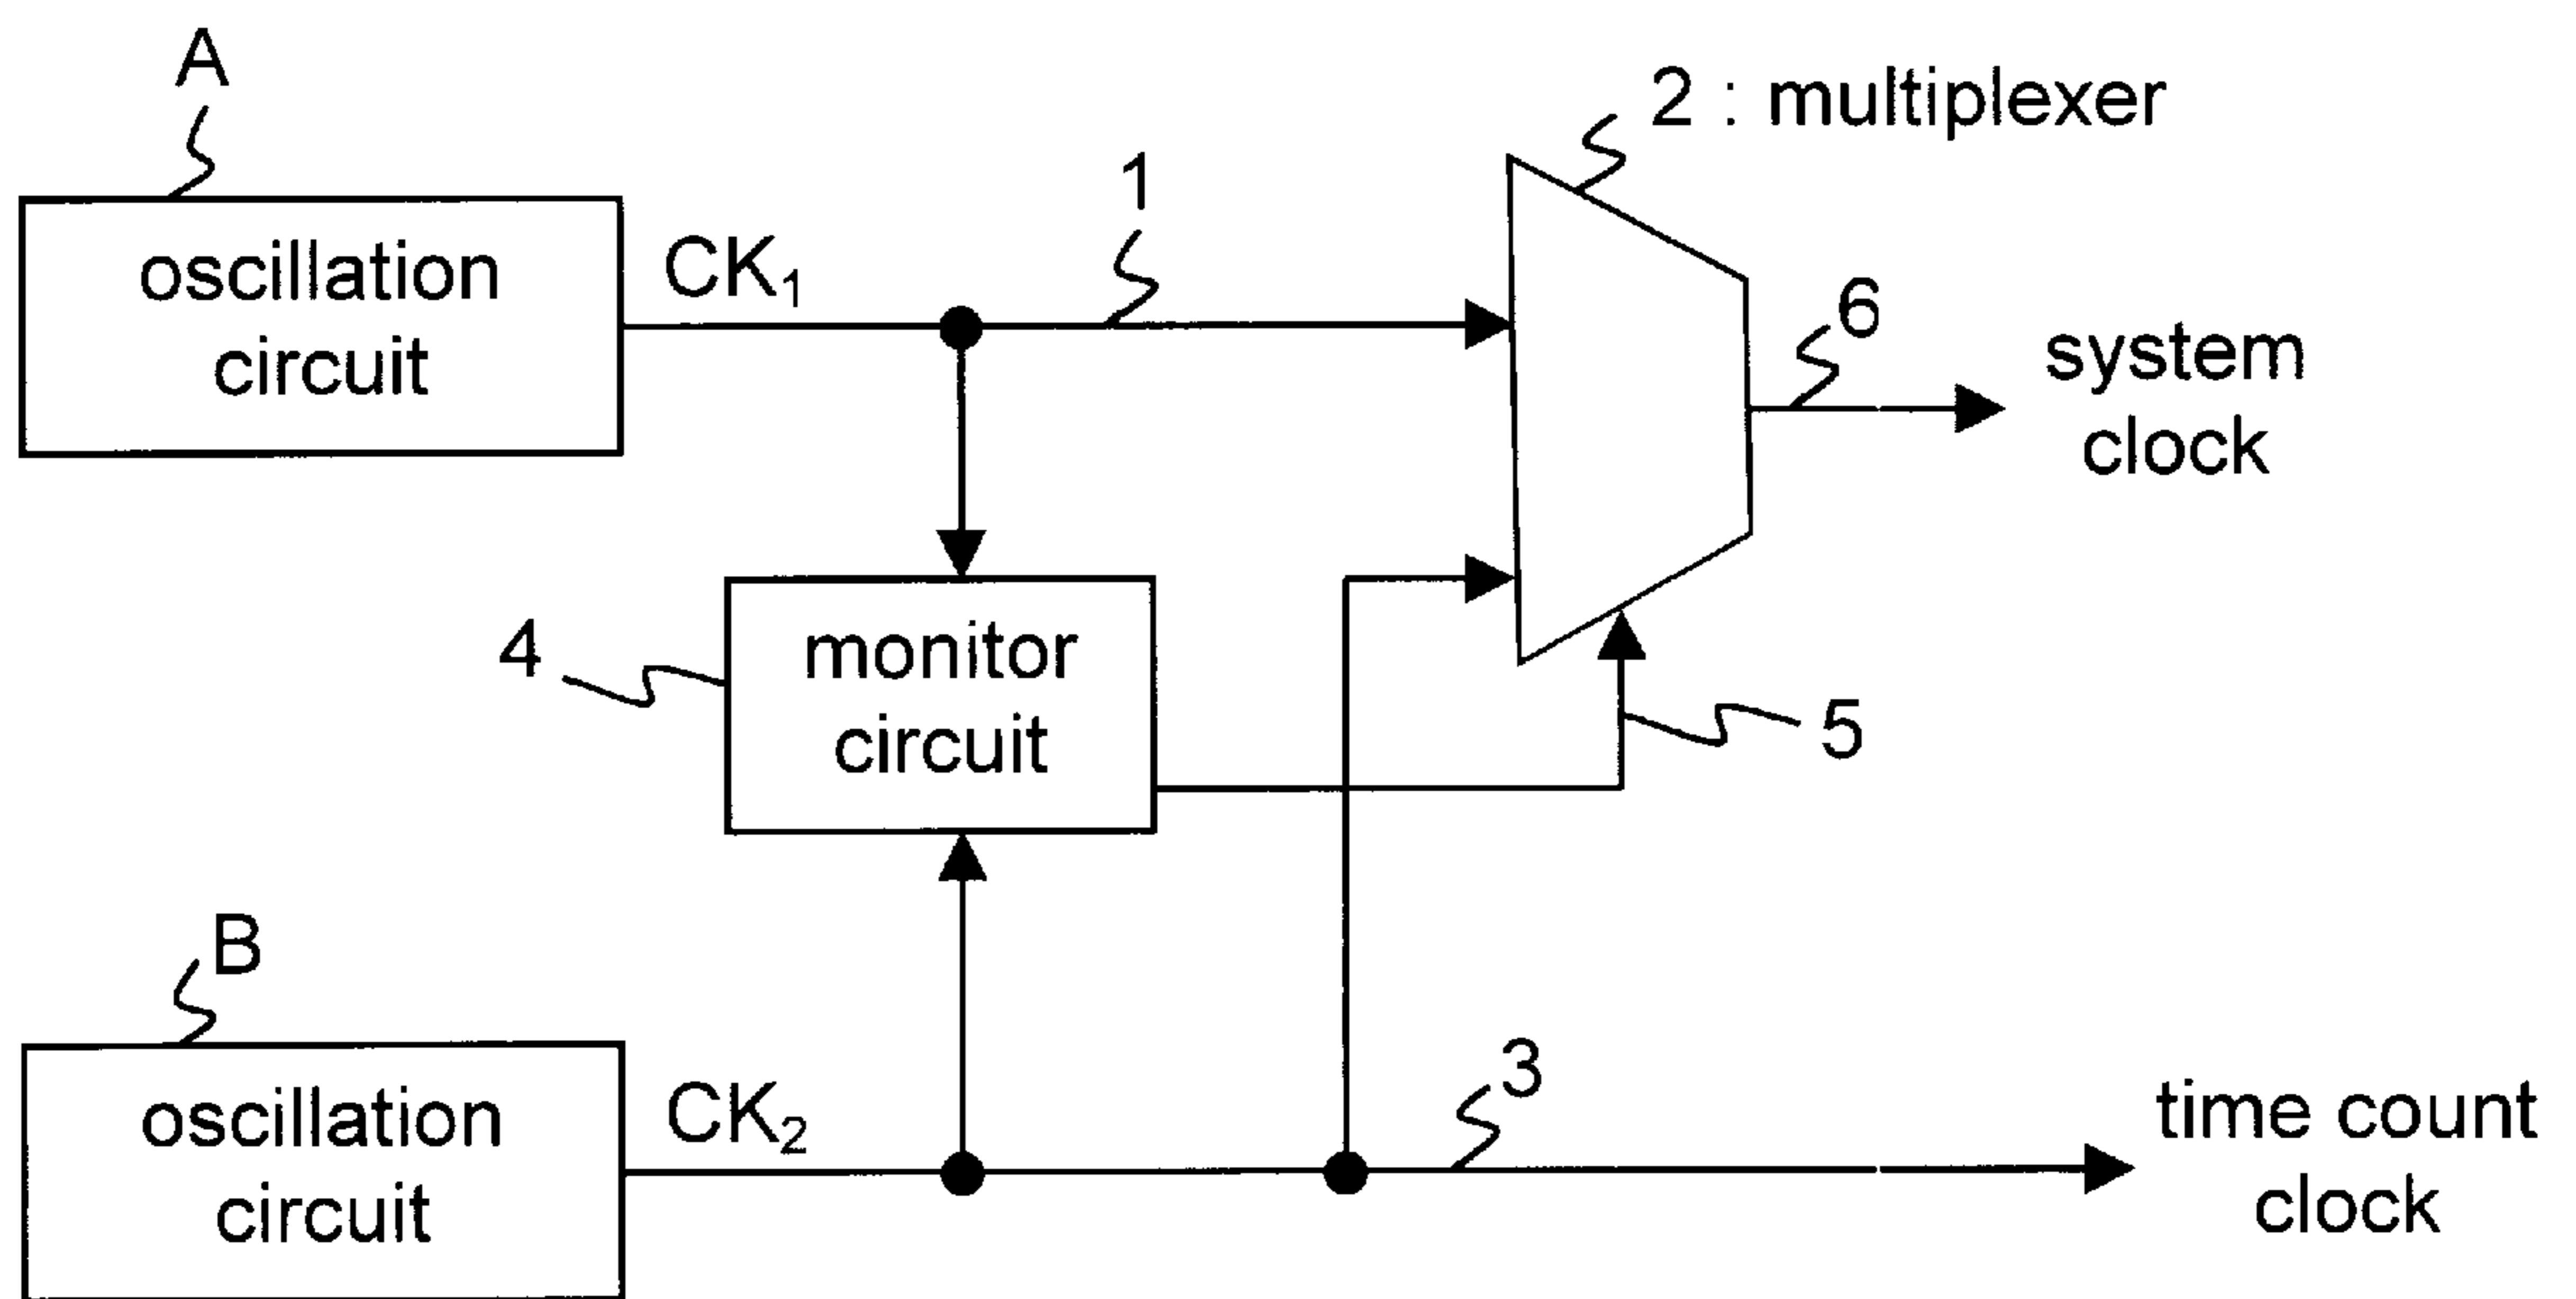 A
2 : multiplexer
1
oscillation
circuit
CK₁
6
system
clock
4
monitor
circuit
5
B
oscillation
circuit
CK₂
3
time count
clock